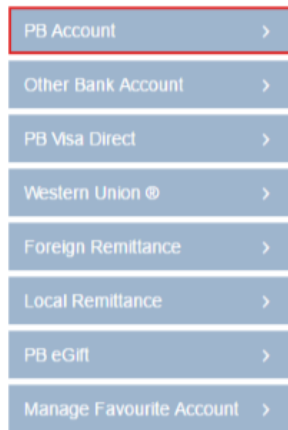 PB Account
Other Bank Account
PB Visa Direct
Western Union ®
Foreign Remittance
Local Remittance
PB eGift
Manage Favourite Account